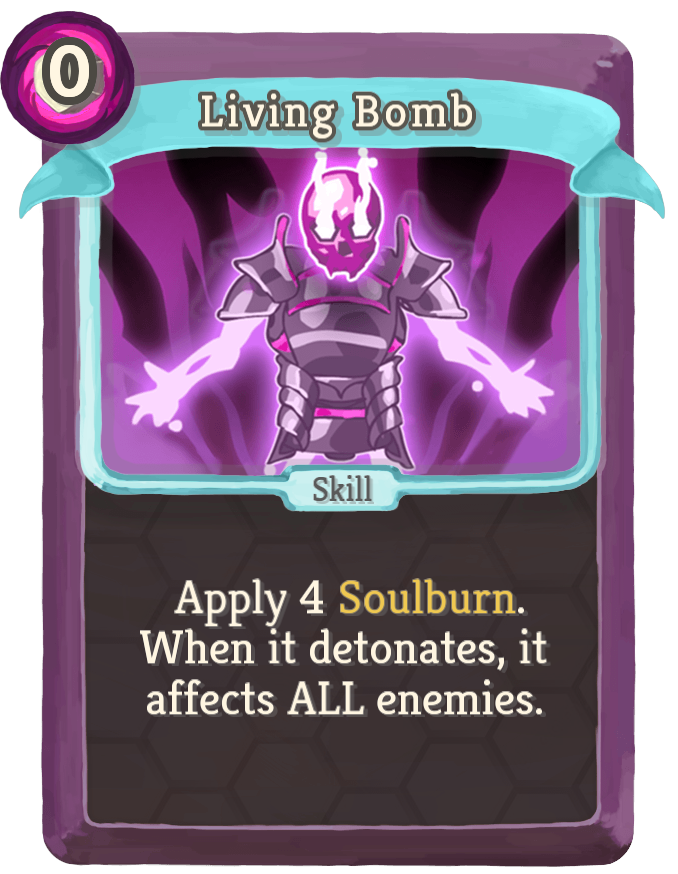 0
Living Bomb
Skill
Apply 4 Soulburn.
When it detonates, it
affects ALL enemies.